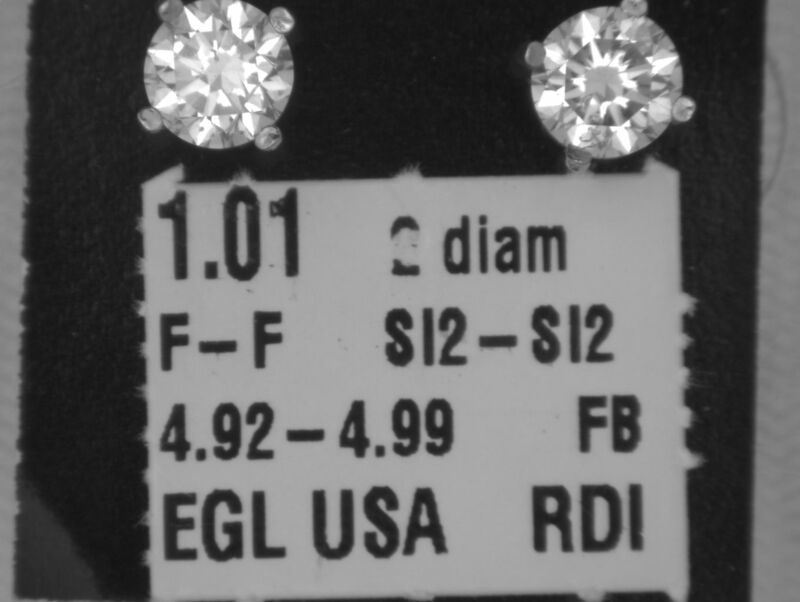 1.01 2 diam
F-F SI2-SI2
4.92-4.99 FB
EGL USA RDI